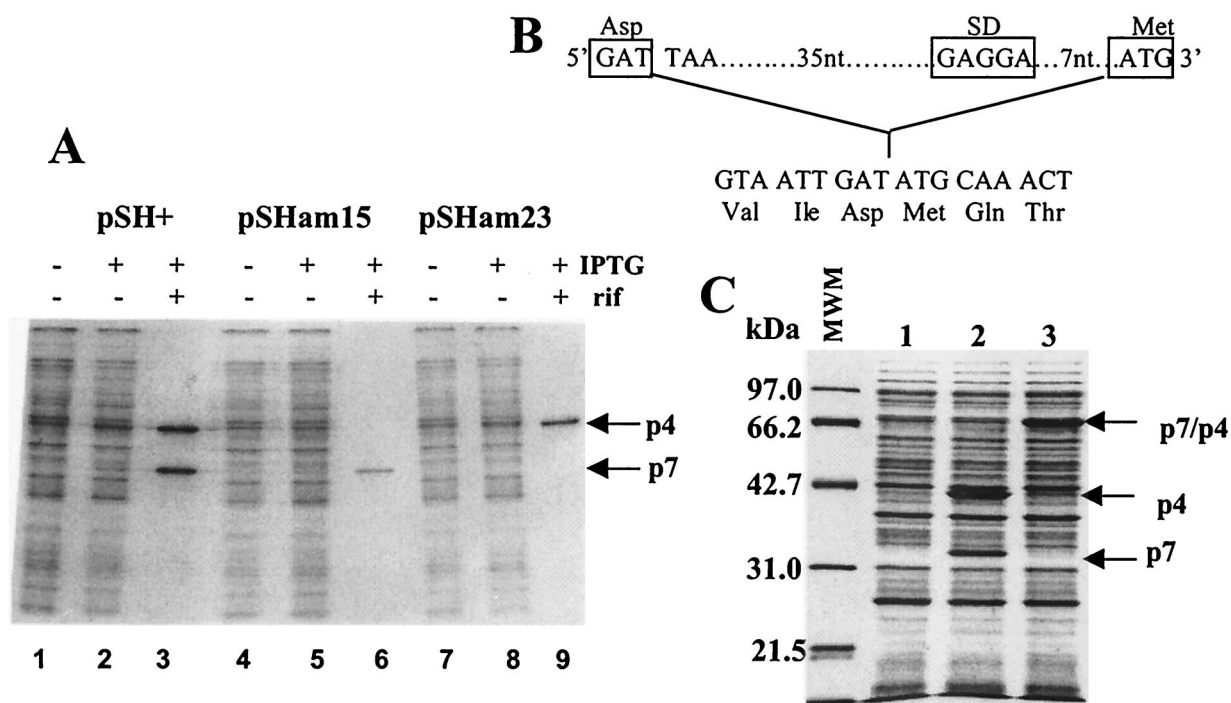 A
pSH+ pSHam15 pSHam23
- + + - + + - + + IPTG
- - + - - + - - + rif
p4
p7
1 2 3 4 5 6 7 8 9
B
Asp SD Met
5’ GAT TAA.........35nt............GAGGA...7nt...ATG 3’
GTA ATT GAT ATG CAA ACT
Val Ile Asp Met Gln Thr
C
kDa MWM 1 2 3
97.0
66.2
42.7
31.0
21.5
p7/p4
p4
p7